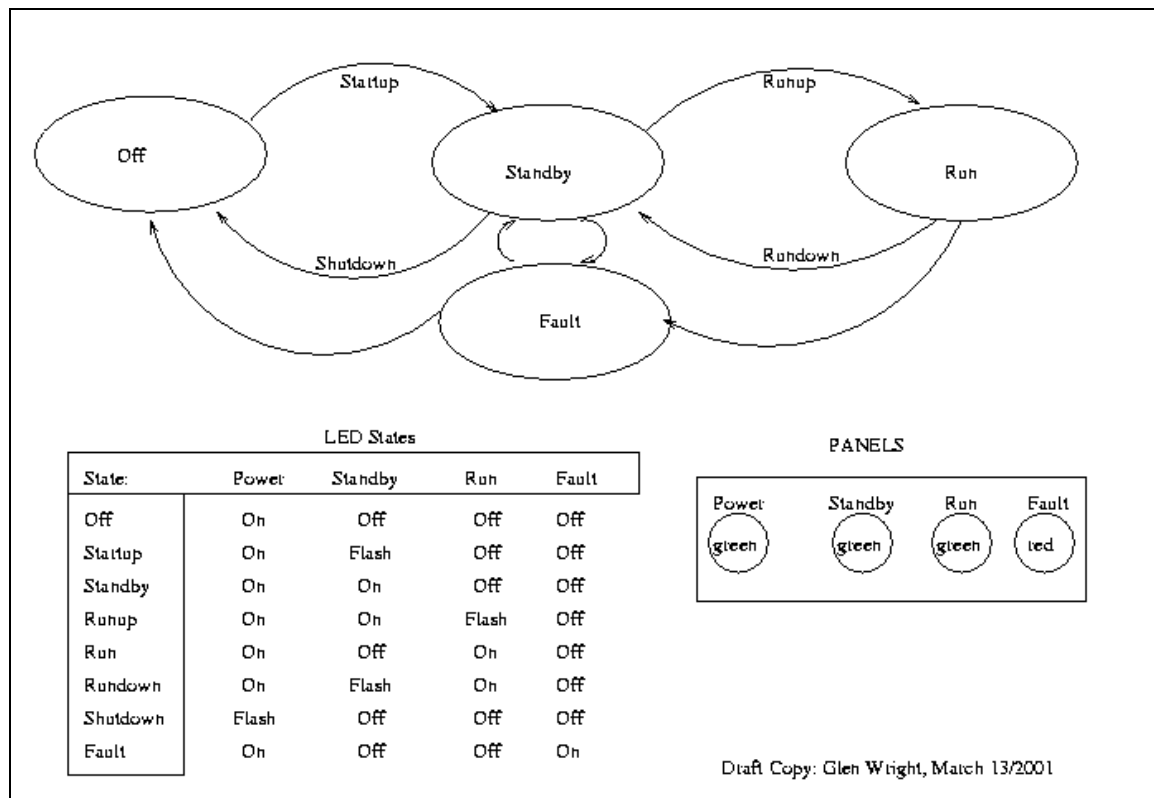 Startup
Runup
Off
Standby
Run
Shutdown
Rundown
Fault
LED States
State: Power Standby Run Fault
Off On Off Off Off
Startup On Flash Off Off
Standby On On Off Off
Runup On On Flash Off
Run On Off On Off
Rundown On Flash On Off
Shutdown Flash Off Off Off
Fault On Off Off On
PANELS
Power Standby Run Fault
green green green red
Draft Copy: Glen Wright, March 13/2001